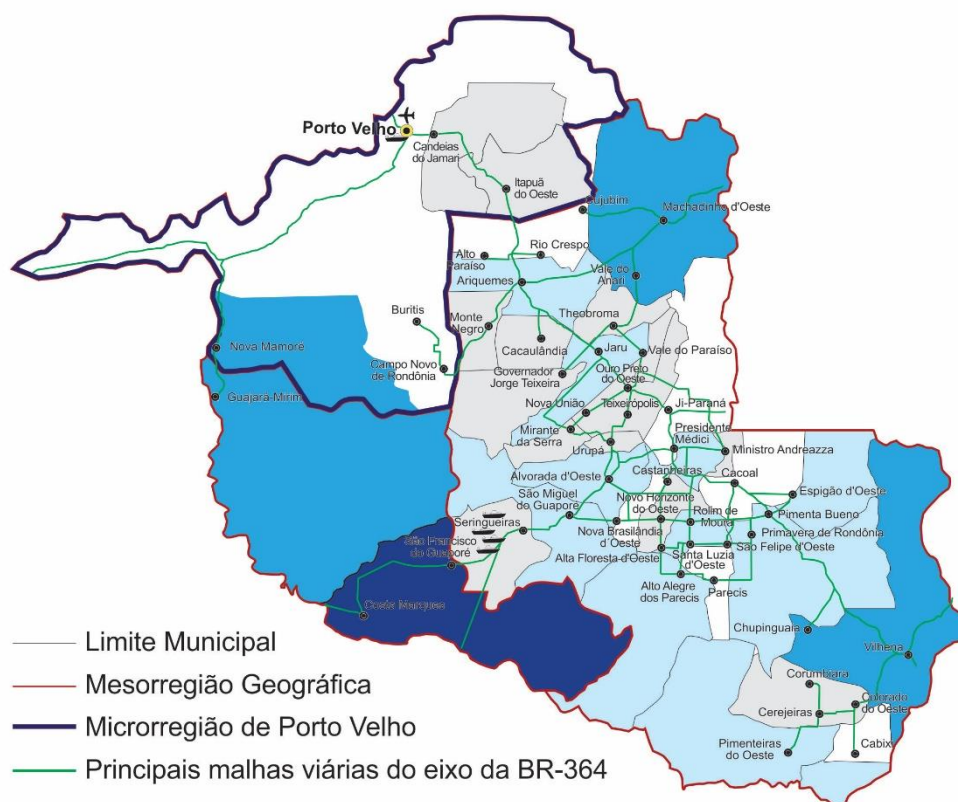 Porto Velho
Candeias
do Jamari
Itapuã
do Oeste
Cujubim
Machadinho d'Oeste
Rio Crespo
Alto
Paraíso
Ariquemes
Vale do
Anari
Buritis
Monte
Negro
Theobroma
Nova Mamoré
Cacaulândia
Jaru
Vale do Paraíso
Campo Novo
de Rondônia
Governador
Jorge Teixeira
Ouro Preto
do Oeste
Guajará-Mirim
Nova União
Teixeirópolis
Ji-Paraná
Mirante
da Serra
Presidente
Médici
Urupá
Ministro Andreazza
Alvorada d'Oeste
Castanheiras
Cacoal
São Miguel
do Guaporé
Novo Horizonte
do Oeste
Espigão d'Oeste
Seringueiras
Rolim de
Moura
Pimenta Bueno
São Francisco
do Guaporé
Nova Brasilândia
d'Oeste
Primavera de Rondônia
Alta Floresta-d'Oeste
Santa Luzia
d'Oeste
São Felipe d'Oeste
Alto Alegre
dos Parecis
Parecis
Costa Marques
Chupinguaia
Vilhena
Corumbiara
Colorado
do Oeste
Cerejeiras
Pimenteiras
do Oeste
Cabixi
Limite Municipal
Mesorregião Geográfica
Microrregião de Porto Velho
Principais malhas viárias do eixo da BR-364